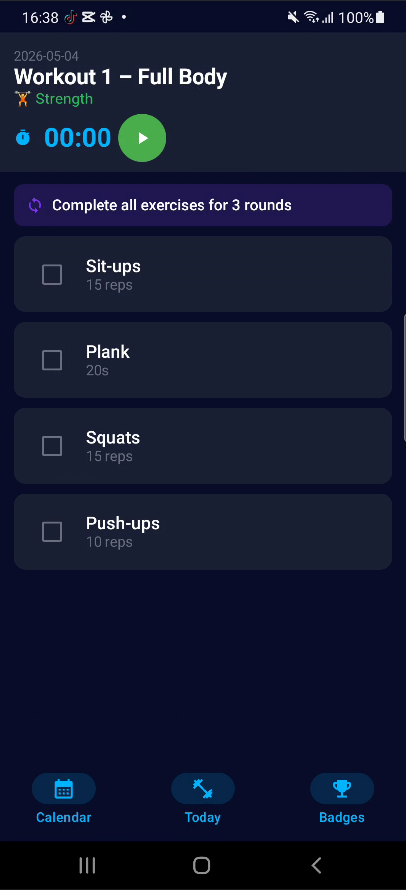 16:38 100%
2026-05-04
Workout 1 – Full Body
Strength
00:00
Complete all exercises for 3 rounds
Sit-ups
15 reps
Plank
20s
Squats
15 reps
Push-ups
10 reps
Calendar Today Badges